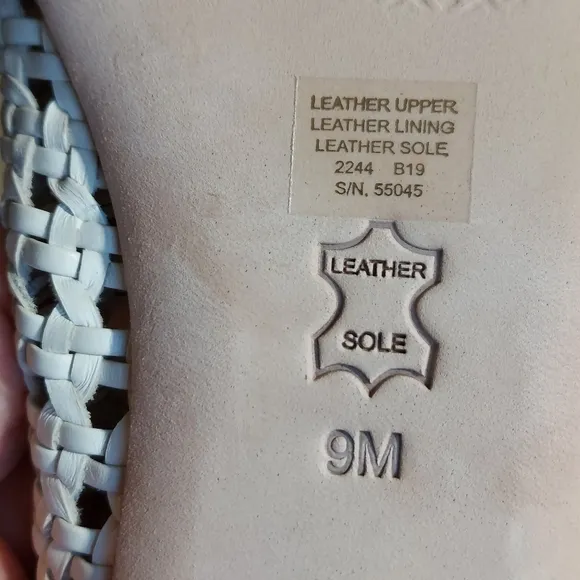 LEATHER UPPER
LEATHER LINING
LEATHER SOLE
2244 B19
S/N. 55045
LEATHER
SOLE
9M